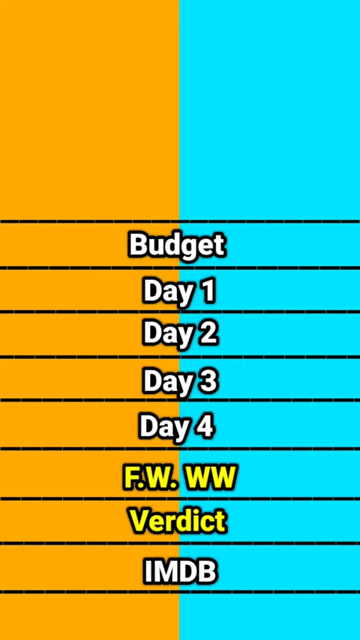 Budget
Day 1
Day 2
Day 3
Day 4
F.W. WW
Verdict
IMDB